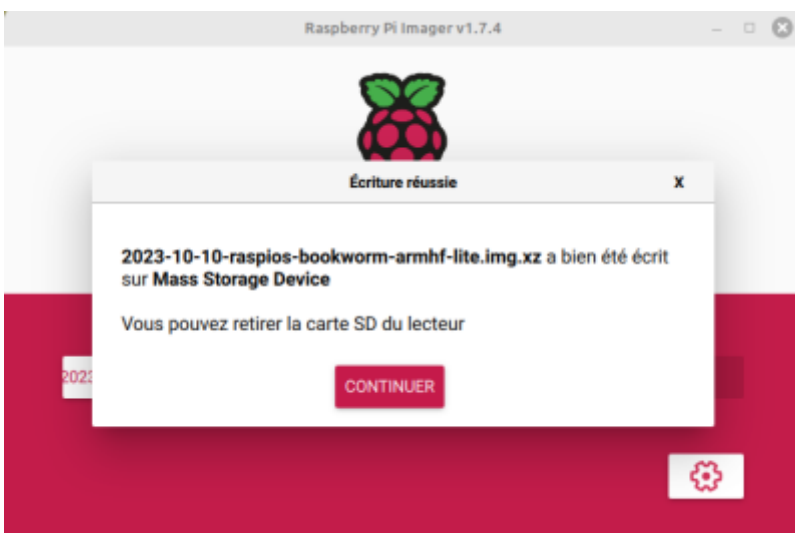 Raspberry Pi Imager v1.7.4
Écriture réussie
X
2023-10-10-raspios-bookworm-armhf-lite.img.xz a bien été écrit
sur Mass Storage Device
Vous pouvez retirer la carte SD du lecteur
2023
CONTINUER